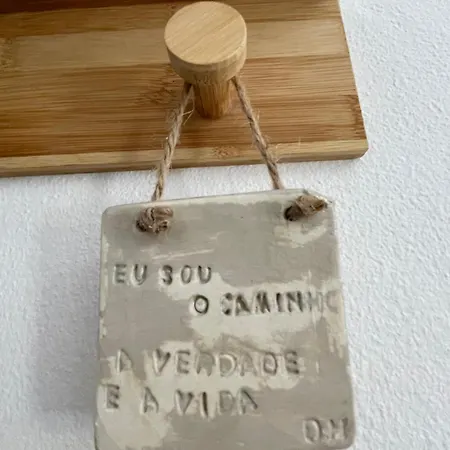 EU SOU
O CAMINHO
A VERDADE
E A VIDA